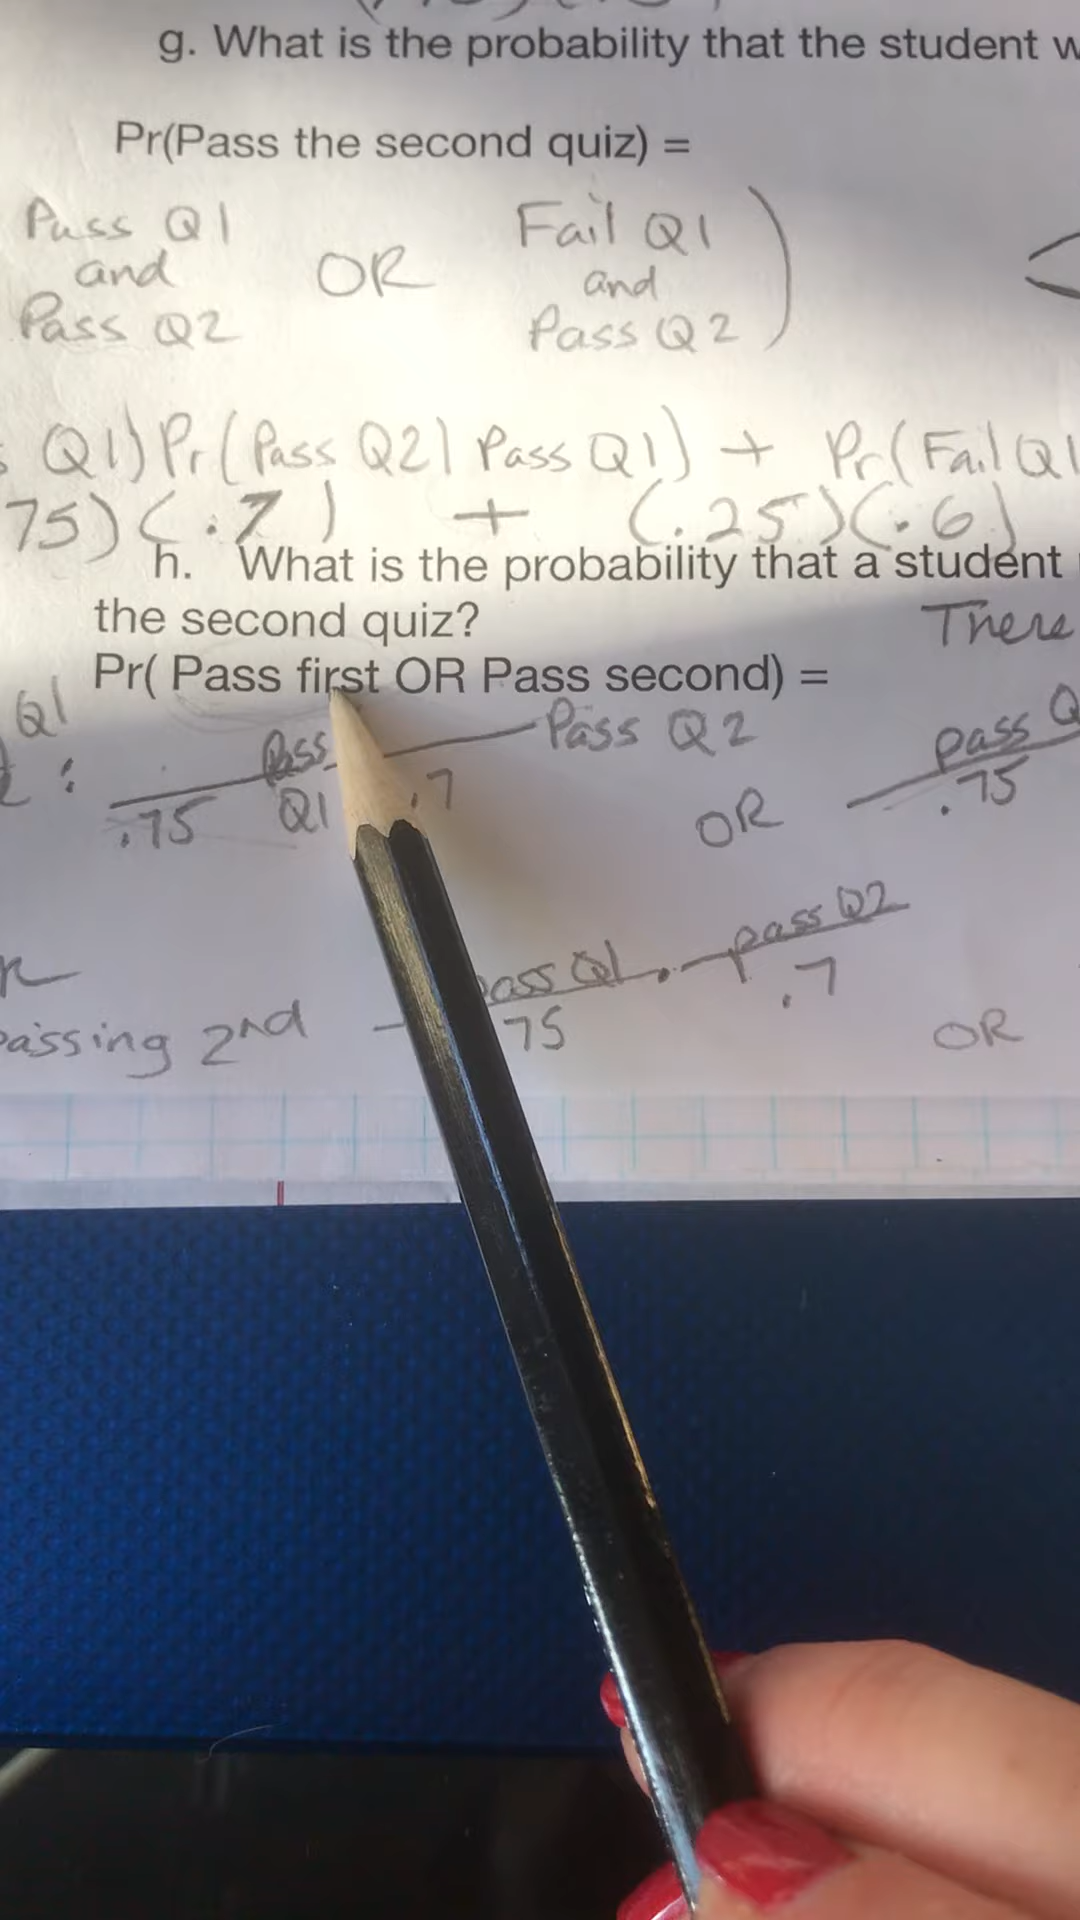 g. What is the probability that the student w
Pr(Pass the second quiz) =
Pass Q1 OR Fail Q1
and and
Pass Q2 Pass Q2 )
Q1) Pr(Pass Q2 | Pass Q1) + Pr(Fail Q1
75)(.7) + (.25)(.6)
h. What is the probability that a student
the second quiz?
There
Pr( Pass first OR Pass second) =
Q1
Pass Q1 Pass Q2 OR pass Q
.75 .7 .75
pass Q1 . pass Q2
75 .7
passing 2nd OR